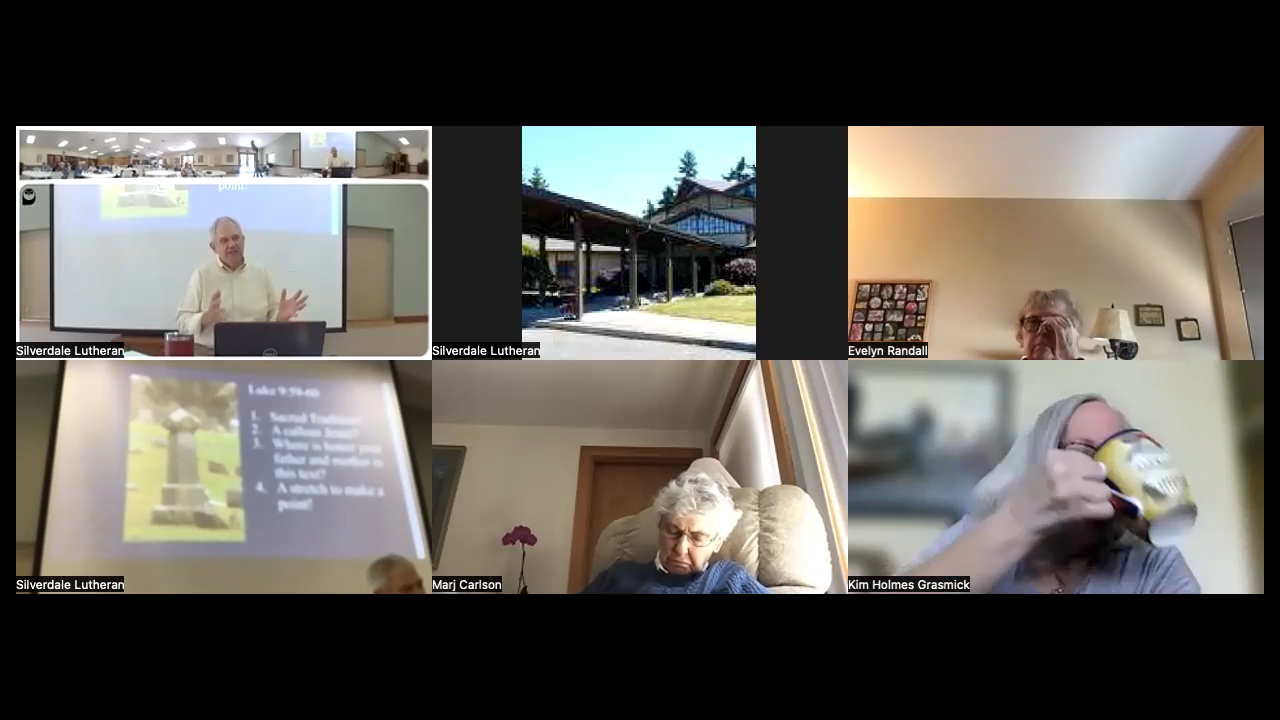 point!
Silverdale Lutheran
Silverdale Lutheran
Evelyn Randall
Luke 9:59-60
1. Sacred Tradition!
2. A callous Jesus?
3. Where is honor your
father and mother in
this text?
4. A stretch to make a
point!
Silverdale Lutheran
Marj Carlson
Kim Holmes Grasmick